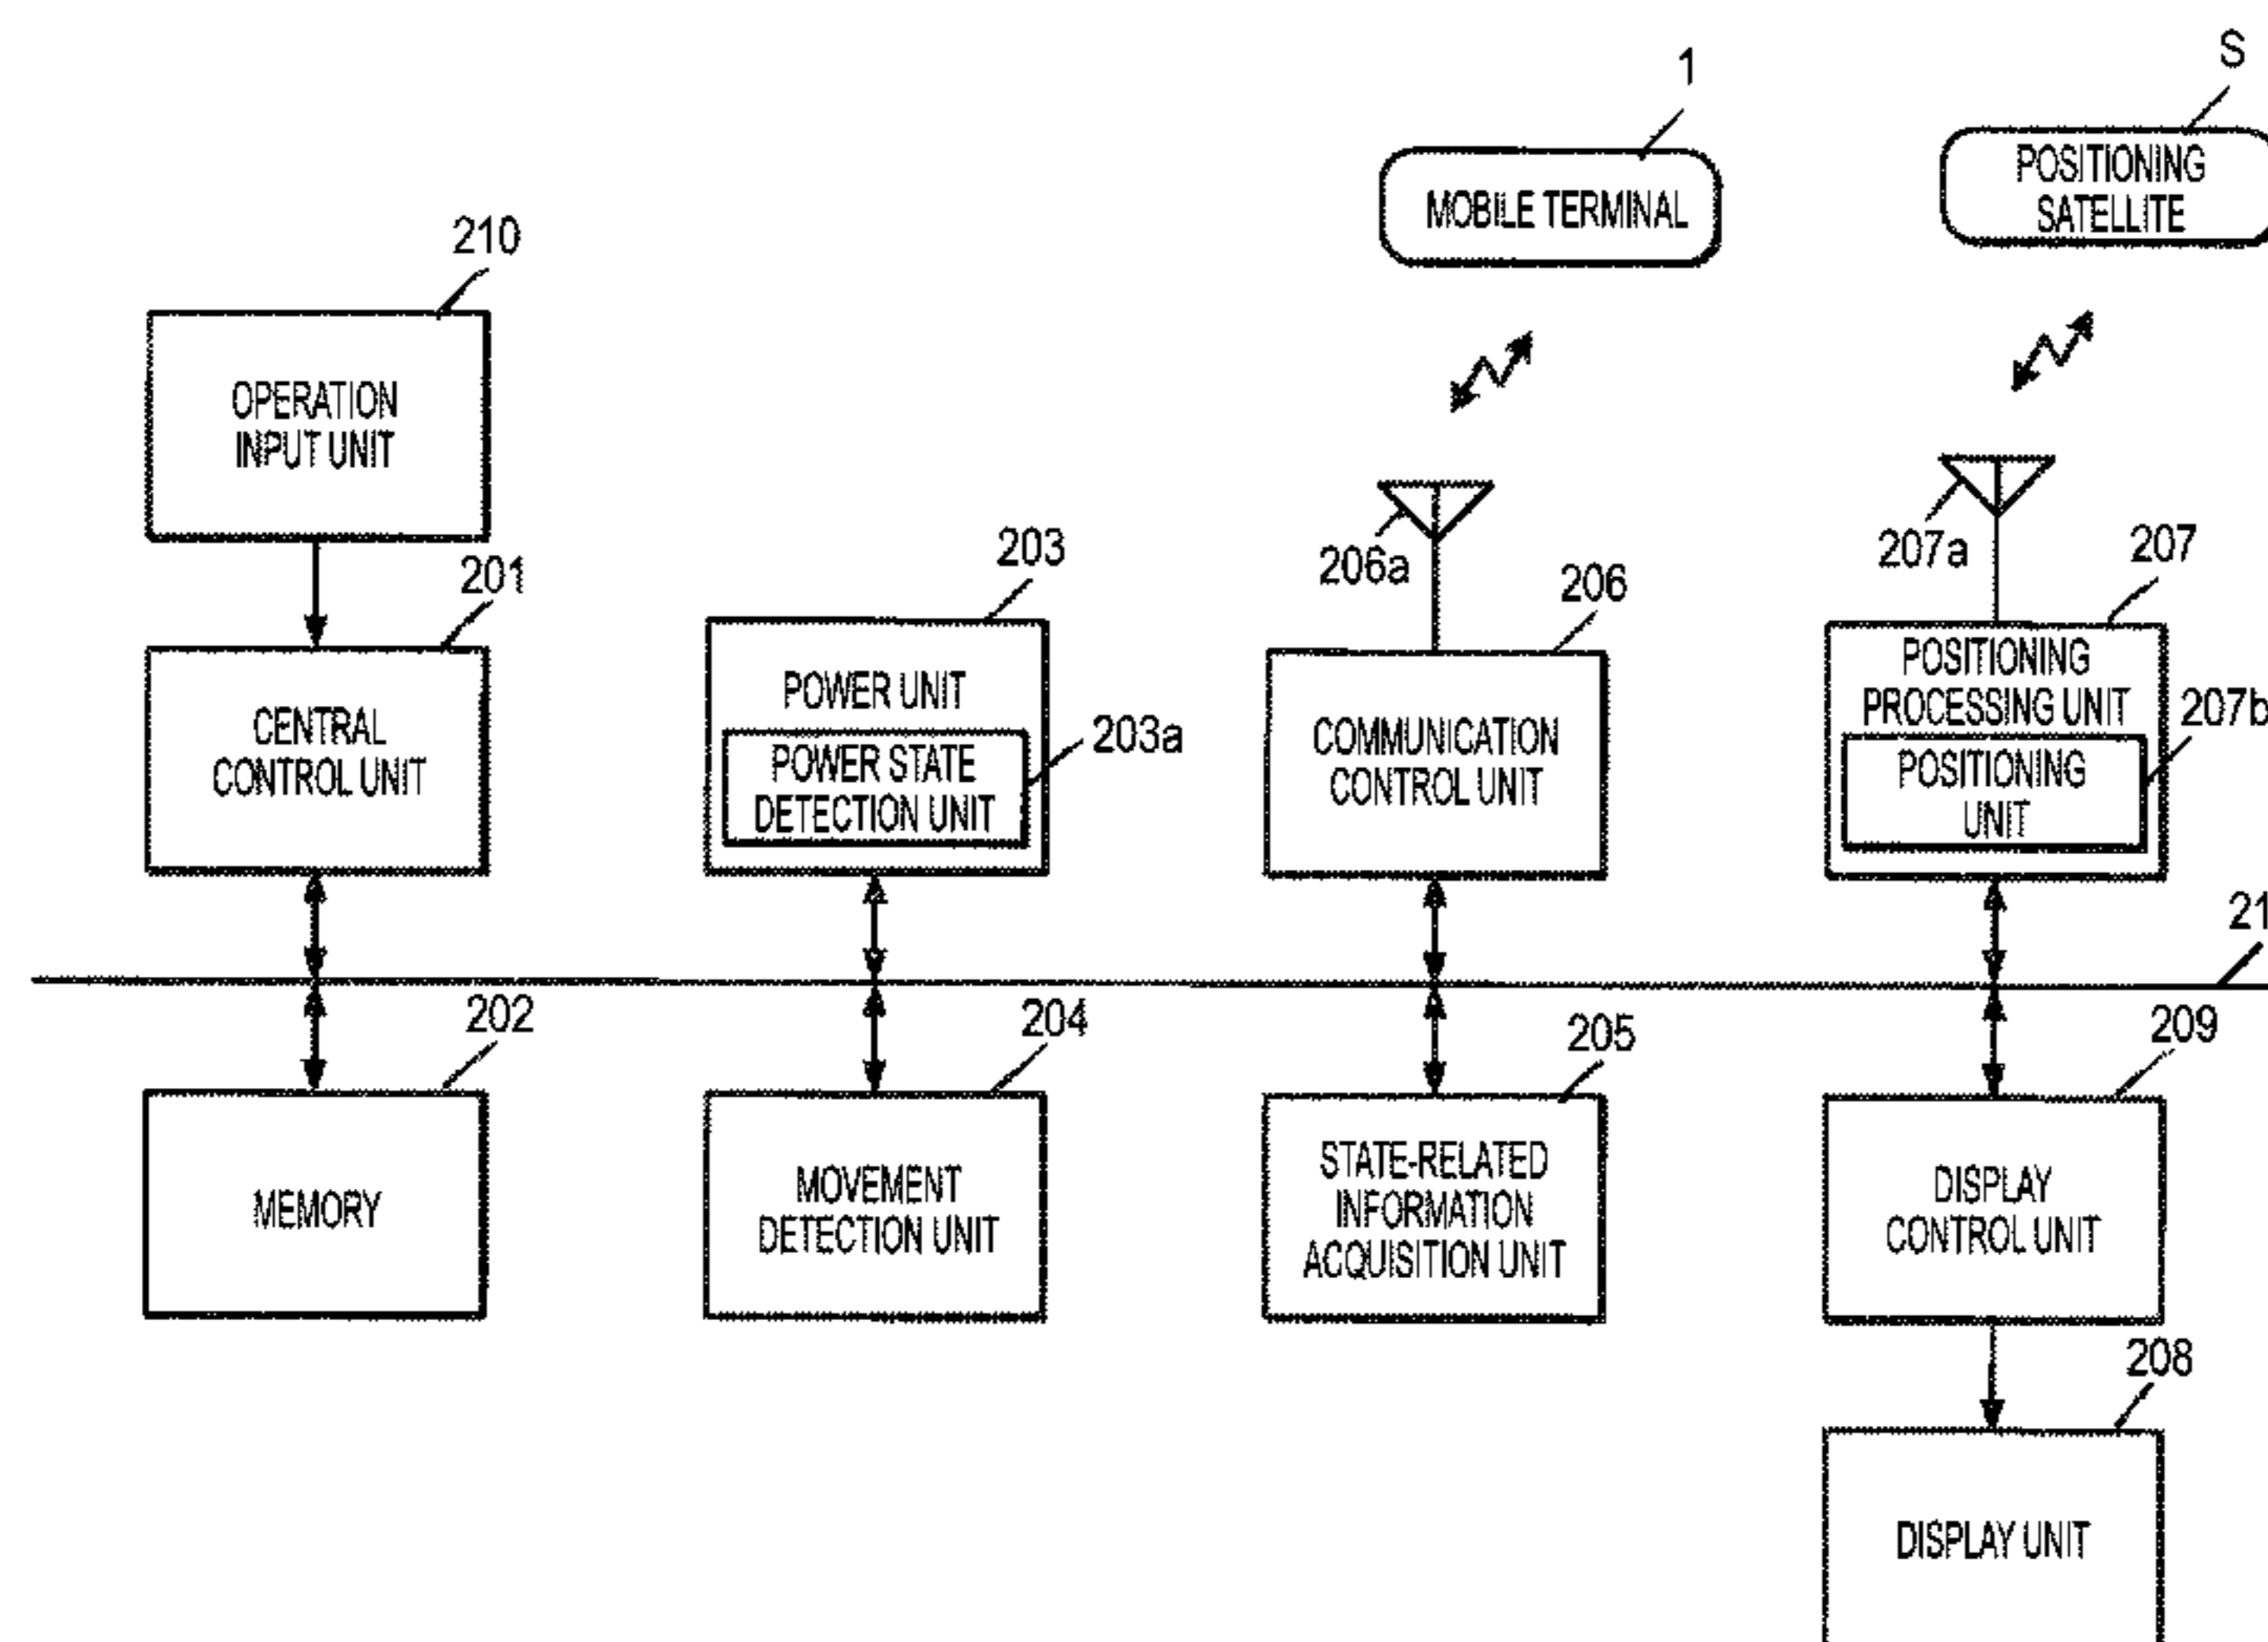 1
S
MOBILE TERMINAL
POSITIONING
SATELLITE
210
OPERATION
INPUT UNIT
206a
207a
201
203
206
207
CENTRAL
CONTROL UNIT
POWER UNIT
203a
POWER STATE
DETECTION UNIT
COMMUNICATION
CONTROL UNIT
POSITIONING
PROCESSING UNIT
207b
POSITIONING
UNIT
21
202
204
205
209
MEMORY
MOVEMENT
DETECTION UNIT
STATE-RELATED
INFORMATION
ACQUISITION UNIT
DISPLAY
CONTROL UNIT
208
DISPLAY UNIT